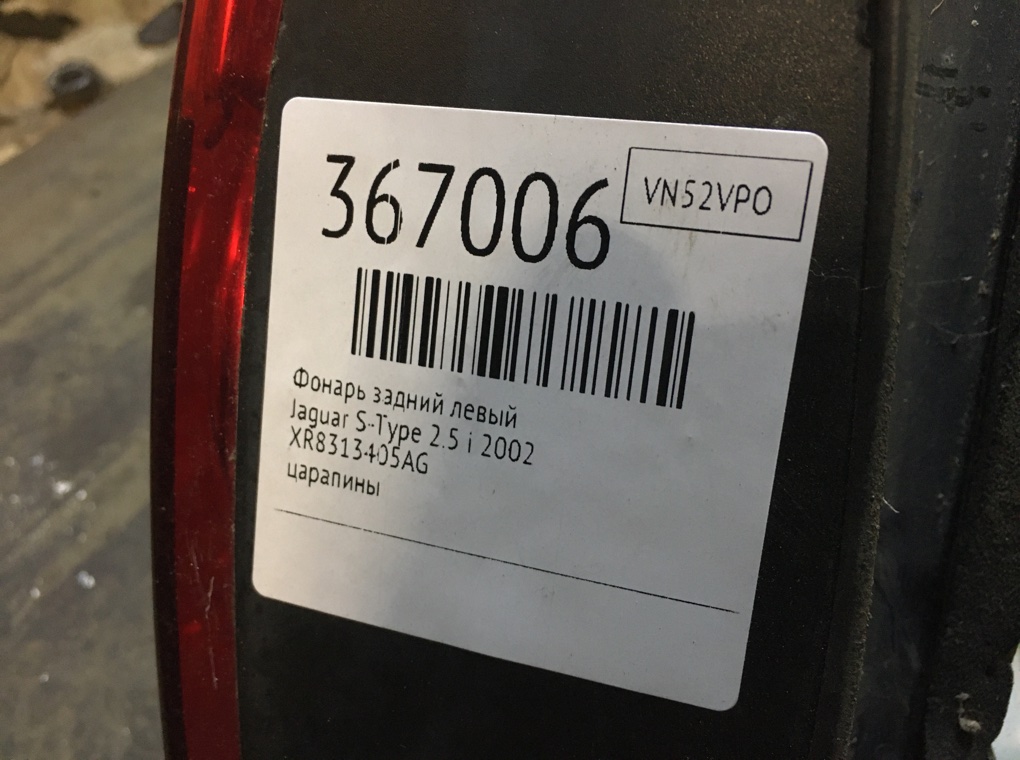 367006
VN52VPO
Фонарь задний левый
Jaguar S-Type 2.5 i 2002
XR8313405AG
царапины